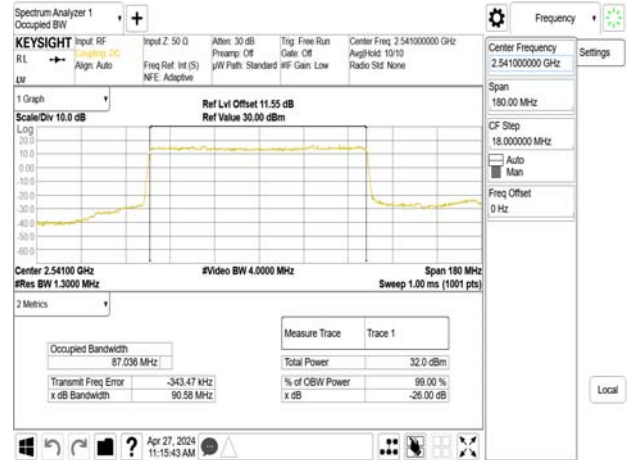 Spectrum Analyzer 1
Occupied BW
+
Frequency
KEYSIGHT
Input: RF
Coupling: DC
Align: Auto
Input Z: 50 Ω
Freq Ref: Int (S)
NFE: Adaptive
Atten: 30 dB
Preamp: Off
µW Path: Standard
Trig: Free Run
Gate: Off
#IF Gain: Low
Center Freq: 2.541000000 GHz
Avg|Hold: 10/10
Radio Std: None
RL
Center Frequency
2.541000000 GHz
Settings
Span
180.00 MHz
CF Step
18.000000 MHz
Auto
Man
Freq Offset
0 Hz
1 Graph
Scale/Div 10.0 dB
Ref Lvl Offset 11.55 dB
Ref Value 30.00 dBm
Log
20.0
10.0
0.00
-10.0
-20.0
-30.0
-40.0
-50.0
-60.0
Center 2.54100 GHz
#Res BW 1.3000 MHz
#Video BW 4.0000 MHz
Span 180 MHz
Sweep 1.00 ms (1001 pts)
2 Metrics
Measure Trace Trace 1
Occupied Bandwidth
87.036 MHz
Total Power 32.0 dBm
Transmit Freq Error -343.47 kHz
% of OBW Power 99.00 %
x dB Bandwidth 90.58 MHz
x dB -26.00 dB
Local
?
Apr 27, 2024
11:15:43 AM